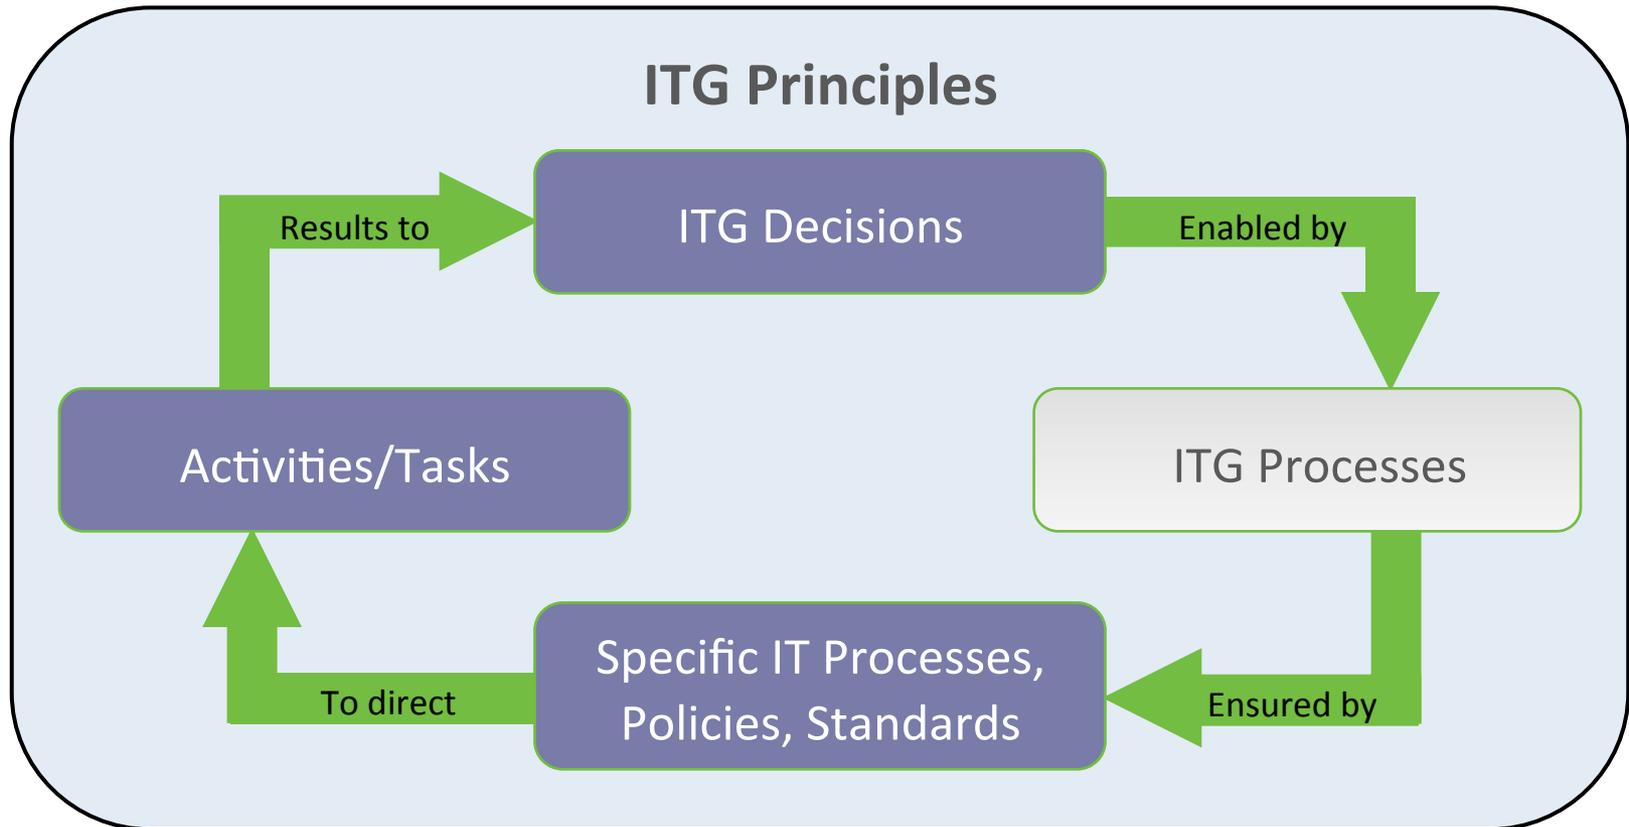 ITG Principles
ITG Decisions
Results to
Enabled by
Activities/Tasks
ITG Processes
Specific IT Processes,
Policies, Standards
To direct
Ensured by